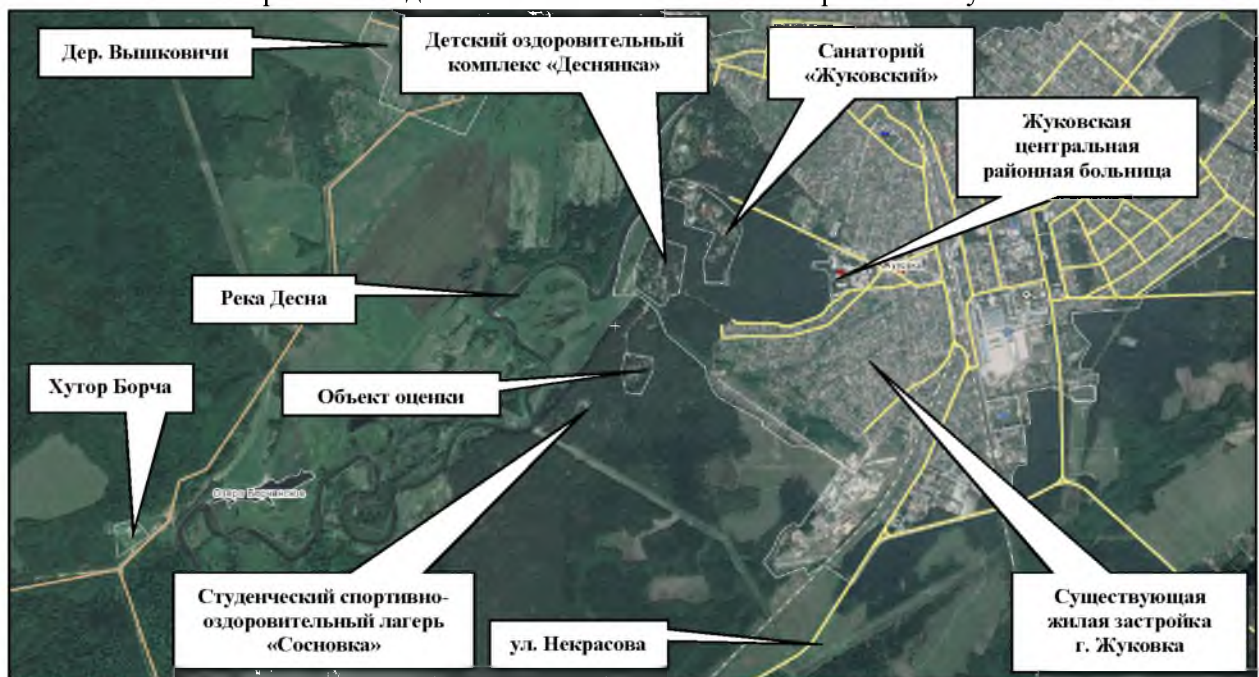 Дер. Вышковичи
Детский оздоровительный
комплекс «Деснянка»
Санаторий
«Жуковский»
Жуковская
центральная
районная больница
Жуковка
Река Десна
Хутор Борча
Объект оценки
Студенческий спортивно-
оздоровительный лагерь
«Сосновка»
ул. Некрасова
Существующая
жилая застройка
г. Жуковка